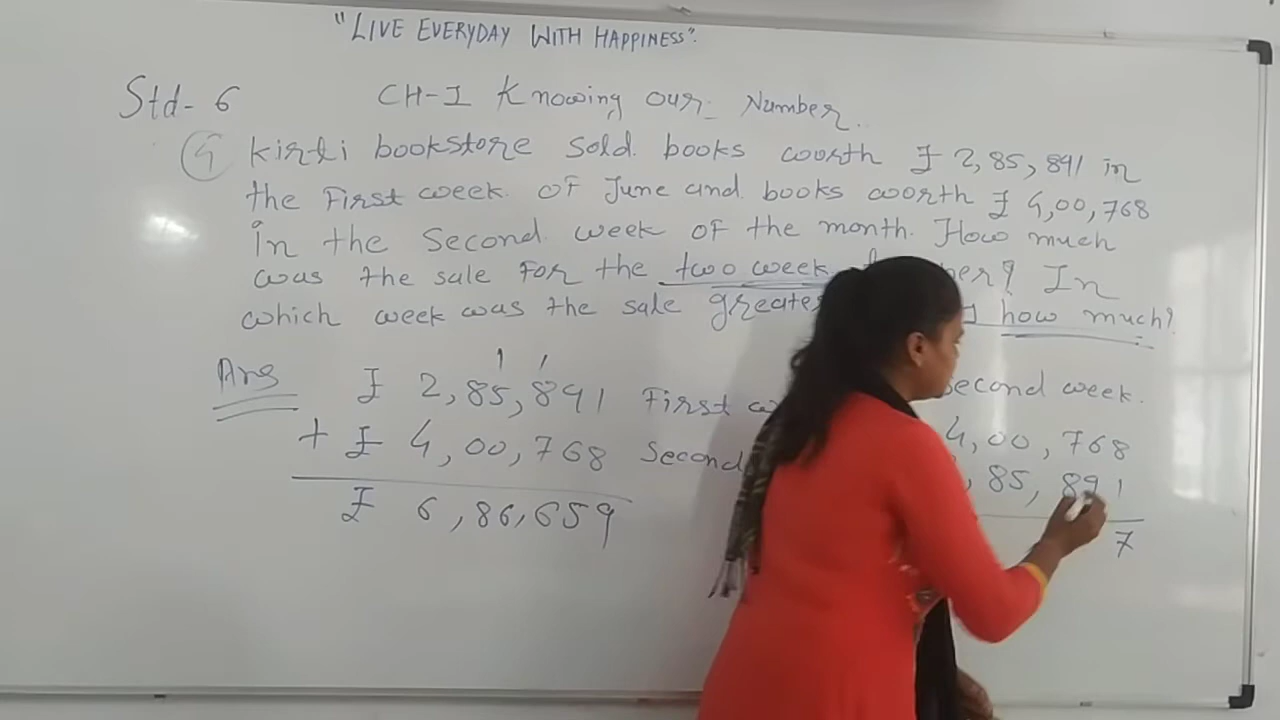 "LIVE EVERYDAY WITH HAPPINESS".
Std- 6 CH-I Knowing our Number.
4 Kirti bookstore sold books worth ₹ 2,85,891 in
the First week of June and books worth ₹ 4,00,768
in the second week of the month. How much
was the sale for the two week In
which week was the sale how much?
Ans ₹ 2,85,891 First second week.
1 1
+ ₹ 4,00,768 Second 4,00,768
,85,891
₹ 6,86,659 7